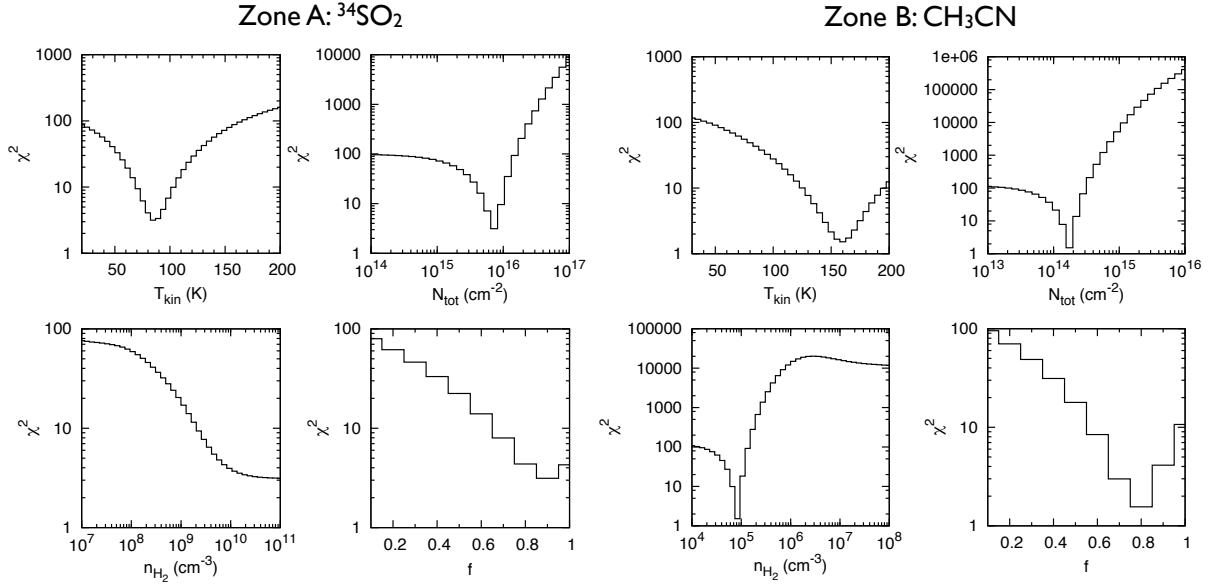 Zone A: ³⁴SO₂
Zone B: CH₃CN
1000
100
10
1
χ²
50 100 150 200
T_kin (K)
10000
1000
100
10
1
χ²
10¹⁴ 10¹⁵ 10¹⁶ 10¹⁷
N_tot (cm⁻²)
1000
100
10
1
χ²
50 100 150 200
T_kin (K)
1e+06
100000
10000
1000
100
10
1
χ²
10¹³ 10¹⁴ 10¹⁵ 10¹⁶
N_tot (cm⁻²)
100
10
1
χ²
10⁷ 10⁸ 10⁹ 10¹⁰ 10¹¹
n_H₂ (cm⁻³)
100
10
1
χ²
0.2 0.4 0.6 0.8 1
f
100000
10000
1000
100
10
1
χ²
10⁴ 10⁵ 10⁶ 10⁷ 10⁸
n_H₂ (cm⁻³)
100
10
1
χ²
0.2 0.4 0.6 0.8 1
f